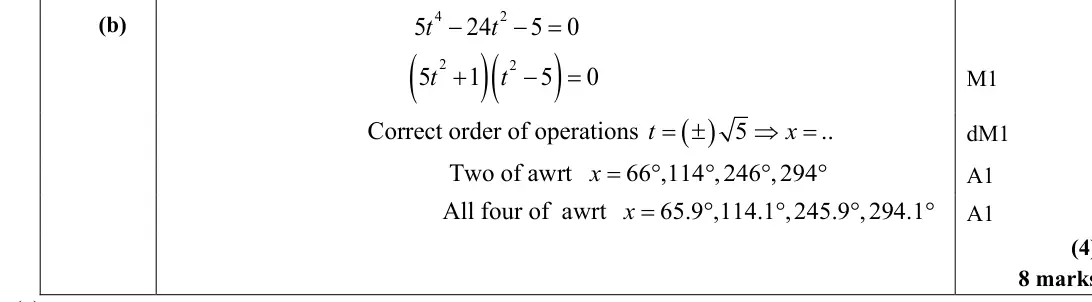 (b) 5t⁴ − 24t² − 5 = 0
(5t² + 1)(t² − 5) = 0 M1
Correct order of operations t = (±)√5 ⇒ x = .. dM1
Two of awrt x = 66°,114°,246°,294° A1
All four of awrt x = 65.9°,114.1°,245.9°,294.1° A1
(4)
8 marks